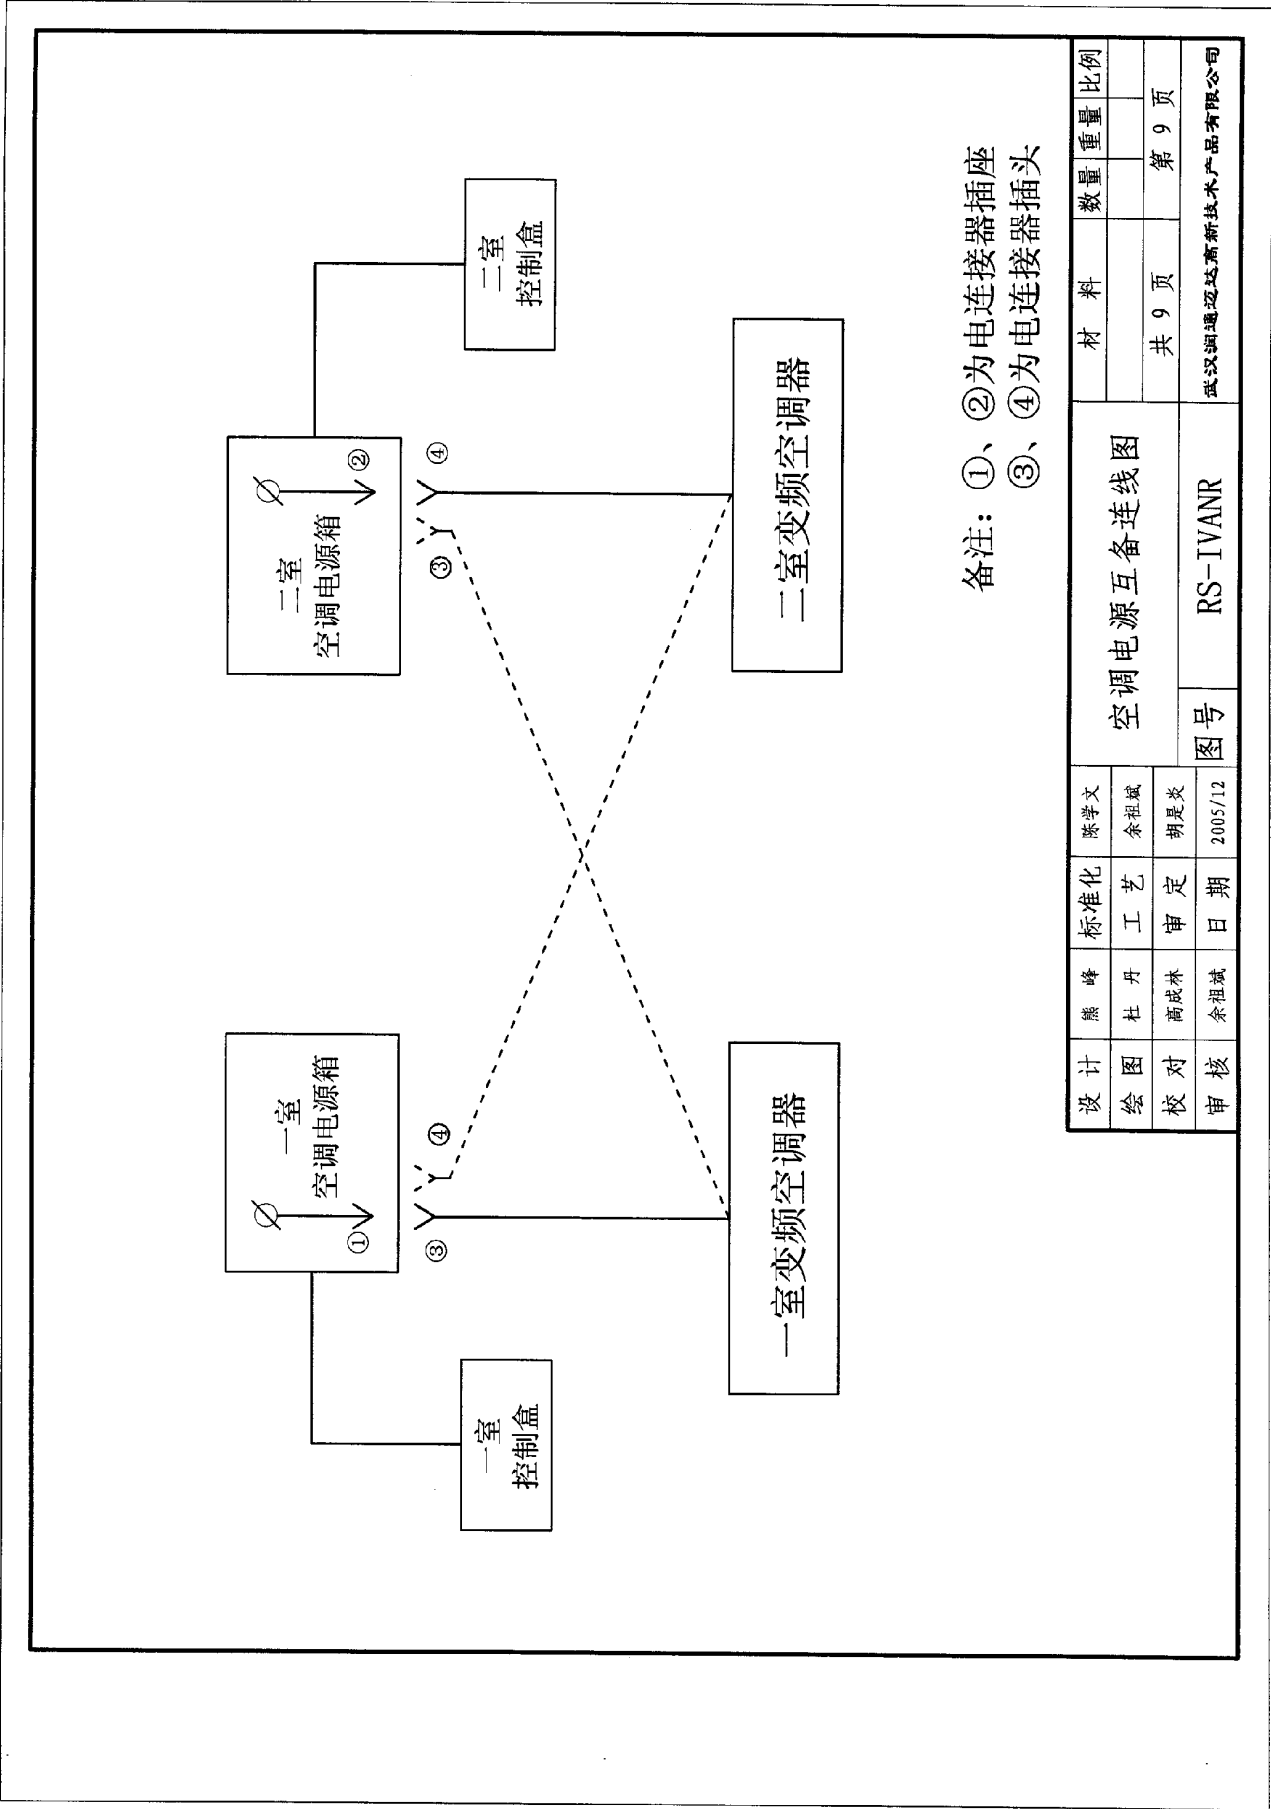 一室
空调电源箱
①
③
④
二室
空调电源箱
②
③
④
一室
控制盒
二室
控制盒
一室变频空调器
二室变频空调器
备注：①、②为电连接器插座
③、④为电连接器插头
设计 熊峰 标准化 陈学文 空调电源互备连线图 材料 数量 重量 比例
绘图 杜丹 工艺 余祖斌
校对 高成林 审定 胡是炎 共9页 第9页
审核 余祖斌 日期 2005/12 图号 RS-IVANR 武汉润通迈达高新技术产品有限公司